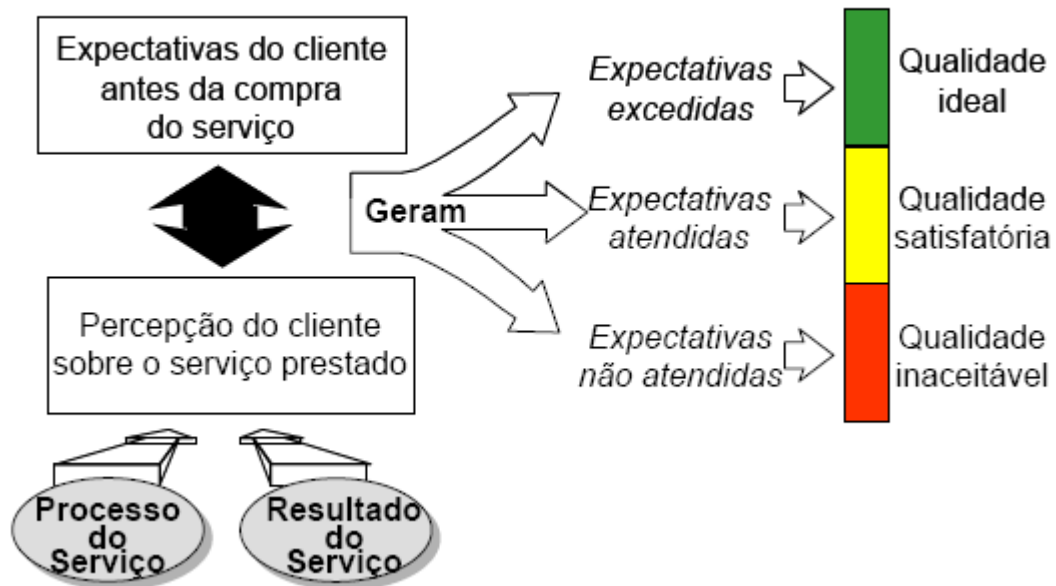 Expectativas do cliente
antes da compra
do serviço
Geram
Percepção do cliente
sobre o serviço prestado
Processo
do
Serviço
Resultado
do
Serviço
Expectativas
excedidas
Qualidade
ideal
Expectativas
atendidas
Qualidade
satisfatória
Expectativas
não atendidas
Qualidade
inaceitável